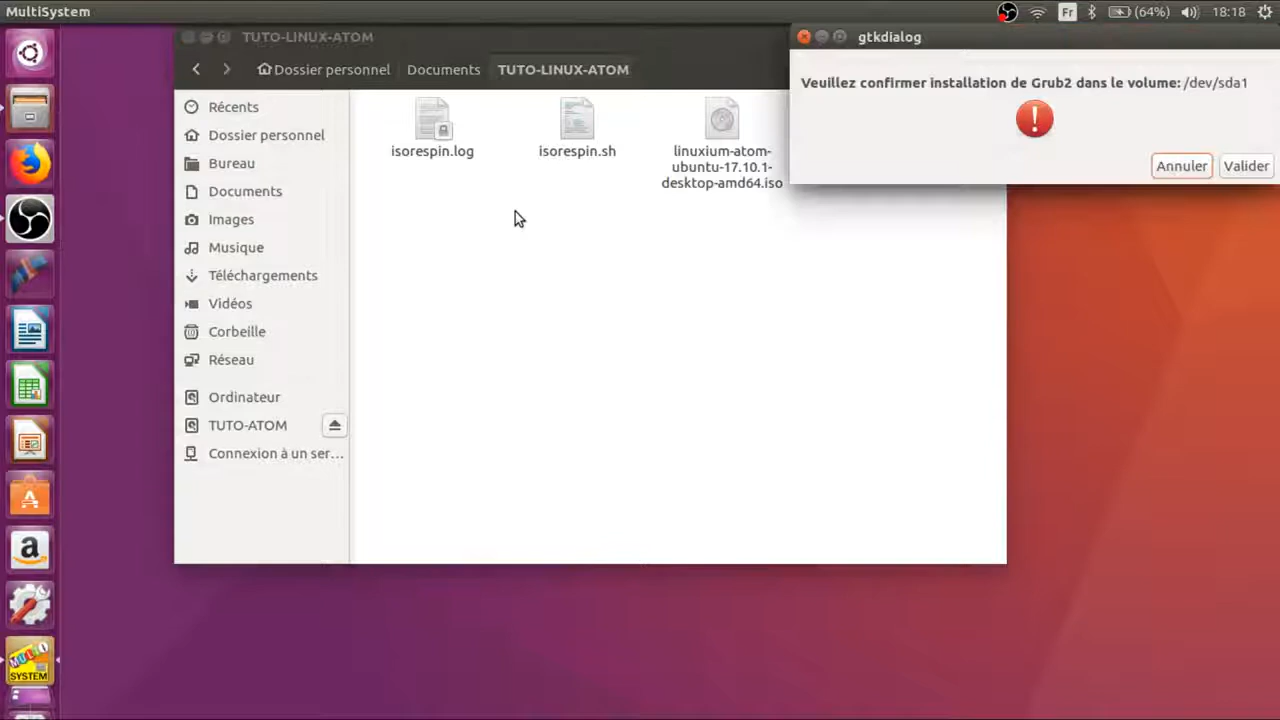 MultiSystem
Fr
(64%)
18:18
TUTO-LINUX-ATOM
Dossier personnel
Documents
TUTO-LINUX-ATOM
Récents
Dossier personnel
Bureau
Documents
Images
Musique
Téléchargements
Vidéos
Corbeille
Réseau
Ordinateur
TUTO-ATOM
Connexion à un ser...
isorespin.log
isorespin.sh
linuxium-atom-
ubuntu-17.10.1-
desktop-amd64.iso
gtkdialog
Veuillez confirmer installation de Grub2 dans le volume: /dev/sda1
Annuler
Valider
MULTI
SYSTEM